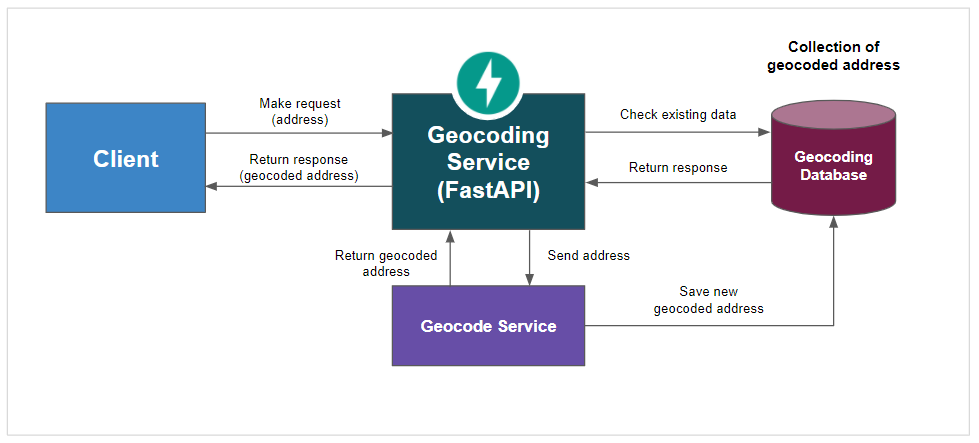 Collection of
geocoded address
Make request
(address)
Client
Return response
(geocoded address)
Geocoding
Service
(FastAPI)
Check existing data
Return response
Geocoding
Database
Return geocoded
address
Send address
Geocode Service
Save new
geocoded address